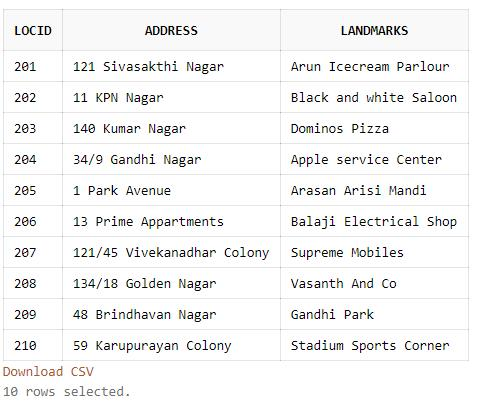 LOCID ADDRESS LANDMARKS
201 121 Sivasakthi Nagar Arun Icecream Parlour
202 11 KPN Nagar Black and white Saloon
203 140 Kumar Nagar Dominos Pizza
204 34/9 Gandhi Nagar Apple service Center
205 1 Park Avenue Arasan Arisi Mandi
206 13 Prime Appartments Balaji Electrical Shop
207 121/45 Vivekanadhar Colony Supreme Mobiles
208 134/18 Golden Nagar Vasanth And Co
209 48 Brindhavan Nagar Gandhi Park
210 59 Karupurayan Colony Stadium Sports Corner
Download CSV
10 rows selected.